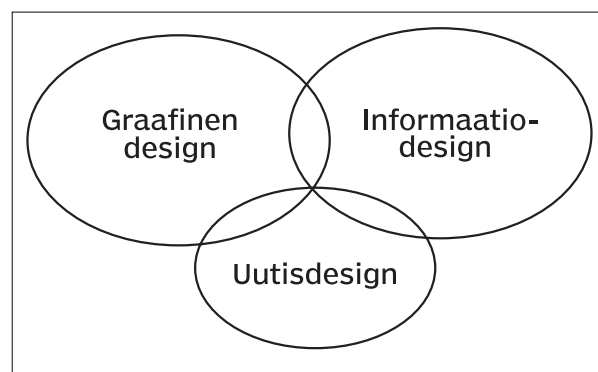 Graafinen
design
Informaatio-
design
Uutisdesign